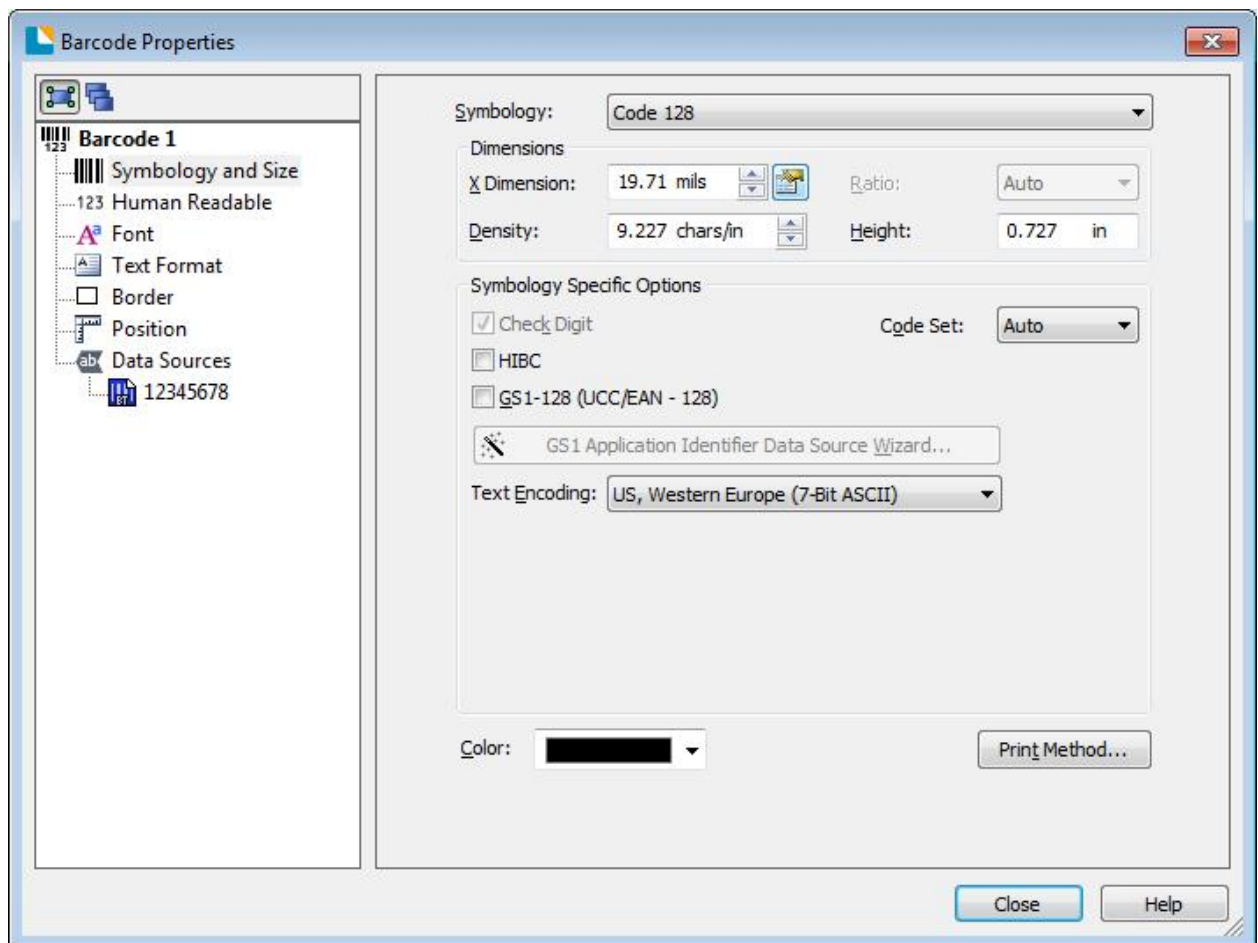 Barcode Properties
Barcode 1
Symbology and Size
123 Human Readable
Font
Text Format
Border
Position
Data Sources
12345678
Symbology: Code 128
Dimensions
X Dimension: 19.71 mils Ratio: Auto
Density: 9.227 chars/in Height: 0.727 in
Symbology Specific Options
Check Digit Code Set: Auto
HIBC
GS1-128 (UCC/EAN - 128)
GS1 Application Identifier Data Source Wizard...
Text Encoding: US, Western Europe (7-Bit ASCII)
Color: Print Method...
Close Help